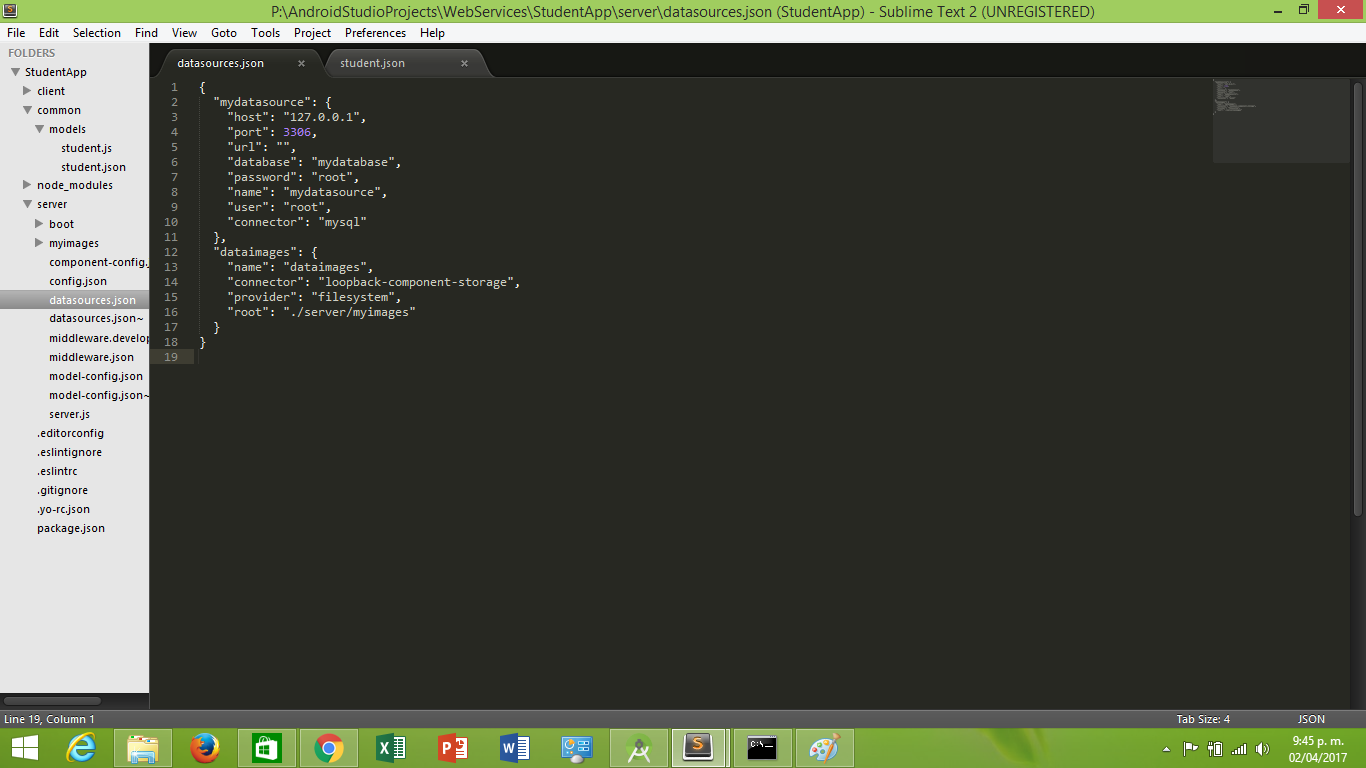 P:\AndroidStudioProjects\WebServices\StudentApp\server\datasources.json (StudentApp) - Sublime Text 2 (UNREGISTERED)
File Edit Selection Find View Goto Tools Project Preferences Help
FOLDERS
StudentApp
client
common
models
student.js
student.json
node_modules
server
boot
myimages
component-config.
config.json
datasources.json
datasources.json~
middleware.develop
middleware.json
model-config.json
model-config.json~
server.js
.editorconfig
.eslintignore
.eslintrc
.gitignore
.yo-rc.json
package.json
datasources.json × student.json ×
1 {
2 "mydatasource": {
3 "host": "127.0.0.1",
4 "port": 3306,
5 "url": "",
6 "database": "mydatabase",
7 "password": "root",
8 "name": "mydatasource",
9 "user": "root",
10 "connector": "mysql"
11 },
12 "dataimages": {
13 "name": "dataimages",
14 "connector": "loopback-component-storage",
15 "provider": "filesystem",
16 "root": "./server/myimages"
17 }
18 }
19
Line 19, Column 1 Tab Size: 4 JSON
9:45 p. m.
02/04/2017